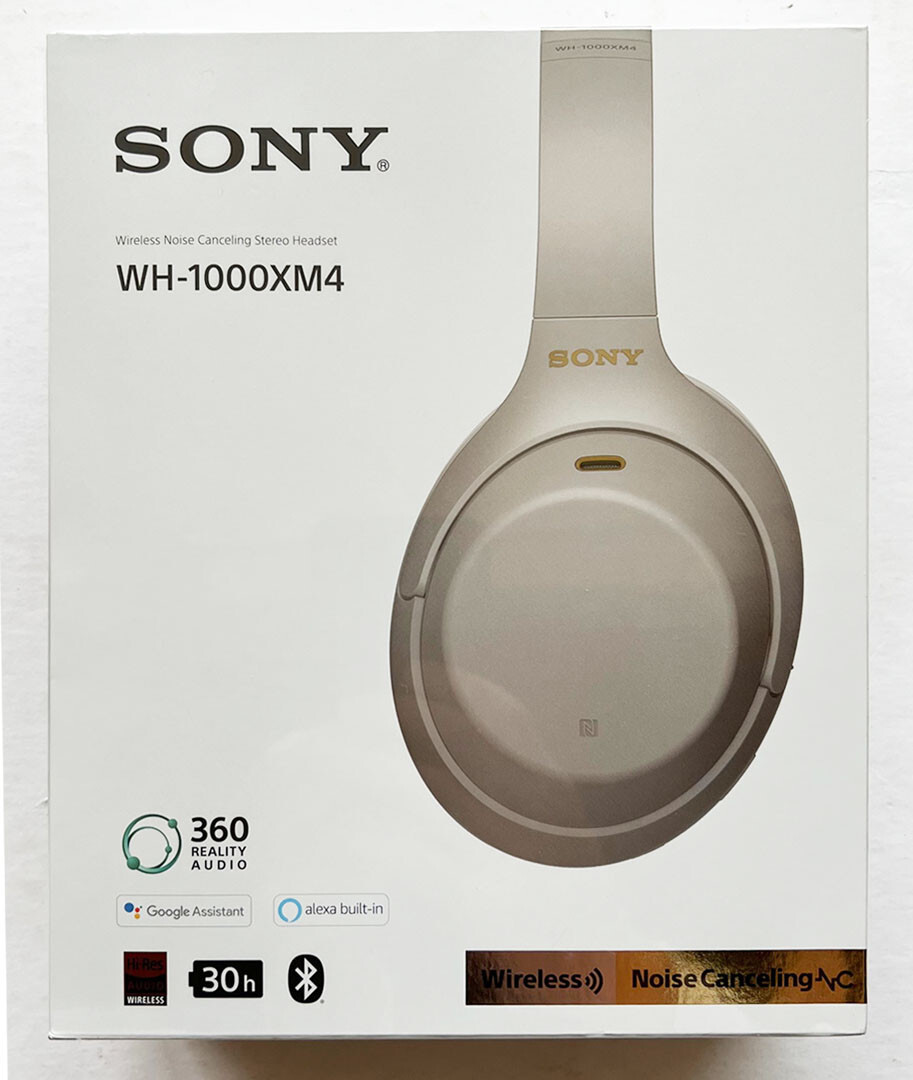 WH-1000XM4
SONY®
Wireless Noise Canceling Stereo Headset
WH-1000XM4
SONY
360
REALITY
AUDIO
Google Assistant
alexa built-in
Hi-Res
AUDIO
WIRELESS
30h
Wireless
Noise Canceling NC